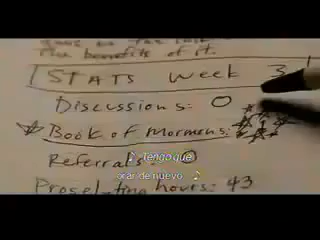 The benefits of it.
STATS Week 3
Discussions: 0
Book of Mormons:
Referrals: 0
♪ Tengo que
orar de nuevo ♪
Proselyting hours: 43